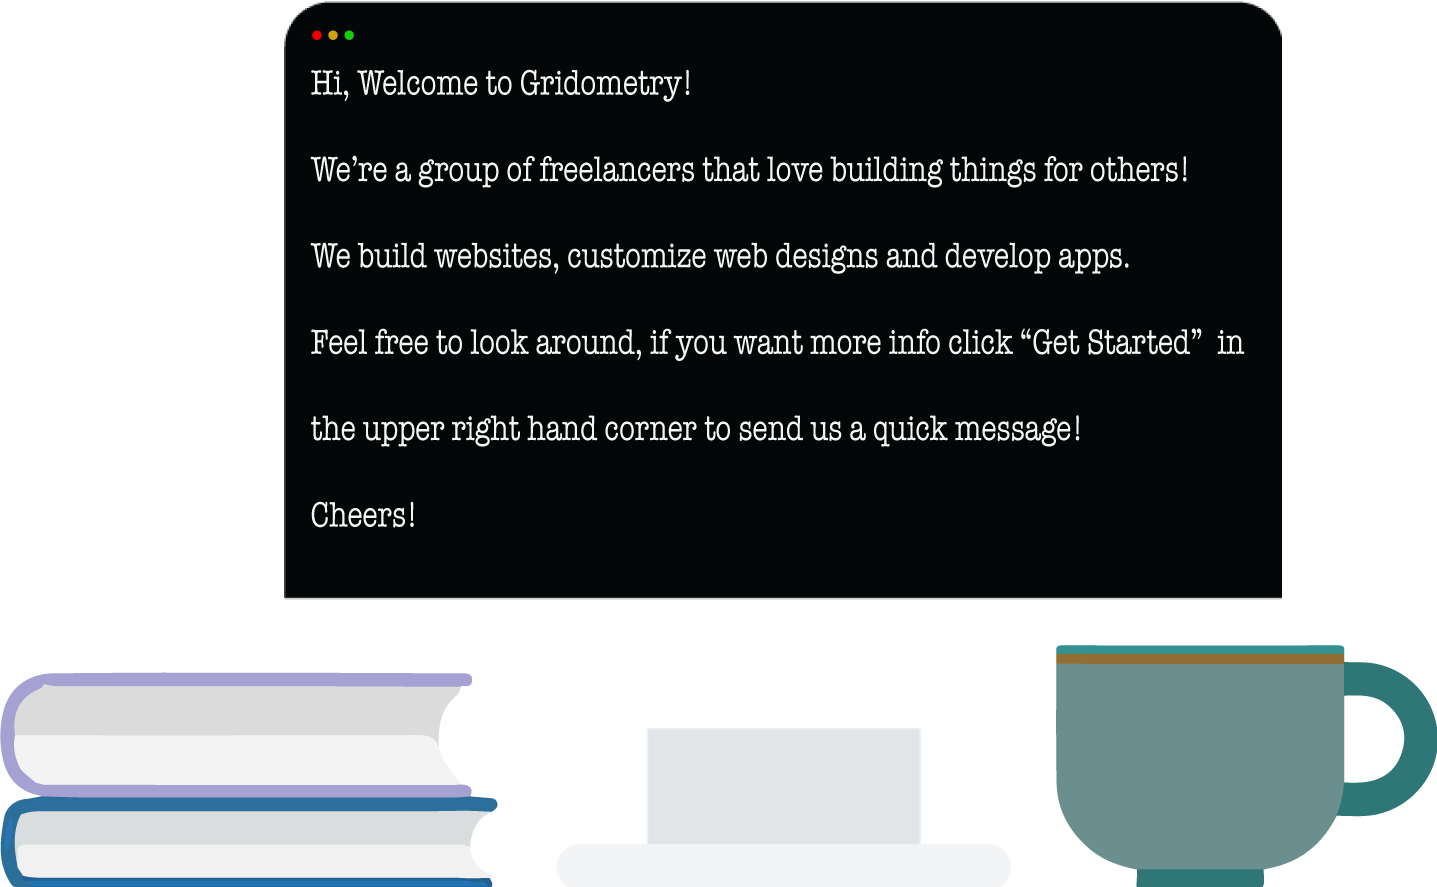 Hi, Welcome to Gridometry!
We’re a group of freelancers that love building things for others!
We build websites, customize web designs and develop apps.
Feel free to look around, if you want more info click “Get Started”  in
the upper right hand corner to send us a quick message!
Cheers!